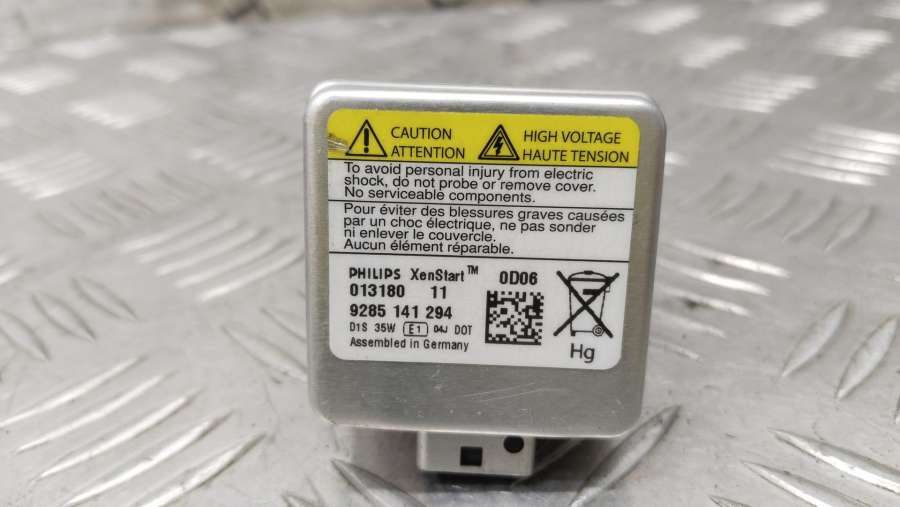 CAUTION
ATTENTION
HIGH VOLTAGE
HAUTE TENSION
To avoid personal injury from electric
shock, do not probe or remove cover.
No serviceable components.
Pour éviter des blessures graves causées
par un choc électrique, ne pas sonder
ni enlever le couvercle.
Aucun élément réparable.
PHILIPS XenStart™ 0D06
013180 11
9285 141 294
D1S 35W E1 04J DOT
Assembled in Germany
Hg